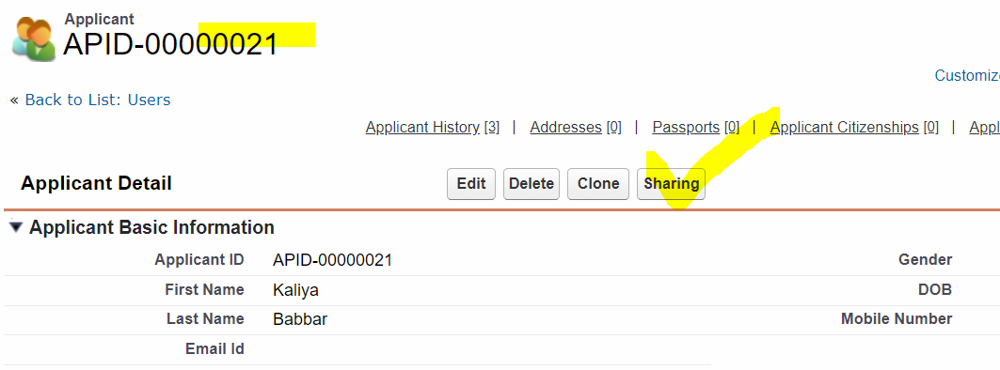 Applicant
APID-00000021
Customize
« Back to List: Users
Applicant History [3] | Addresses [0] | Passports [0] | Applicant Citizenships [0] | Appl
Applicant Detail Edit Delete Clone Sharing
Applicant Basic Information
Applicant ID APID-00000021 Gender
First Name Kaliya DOB
Last Name Babbar Mobile Number
Email Id